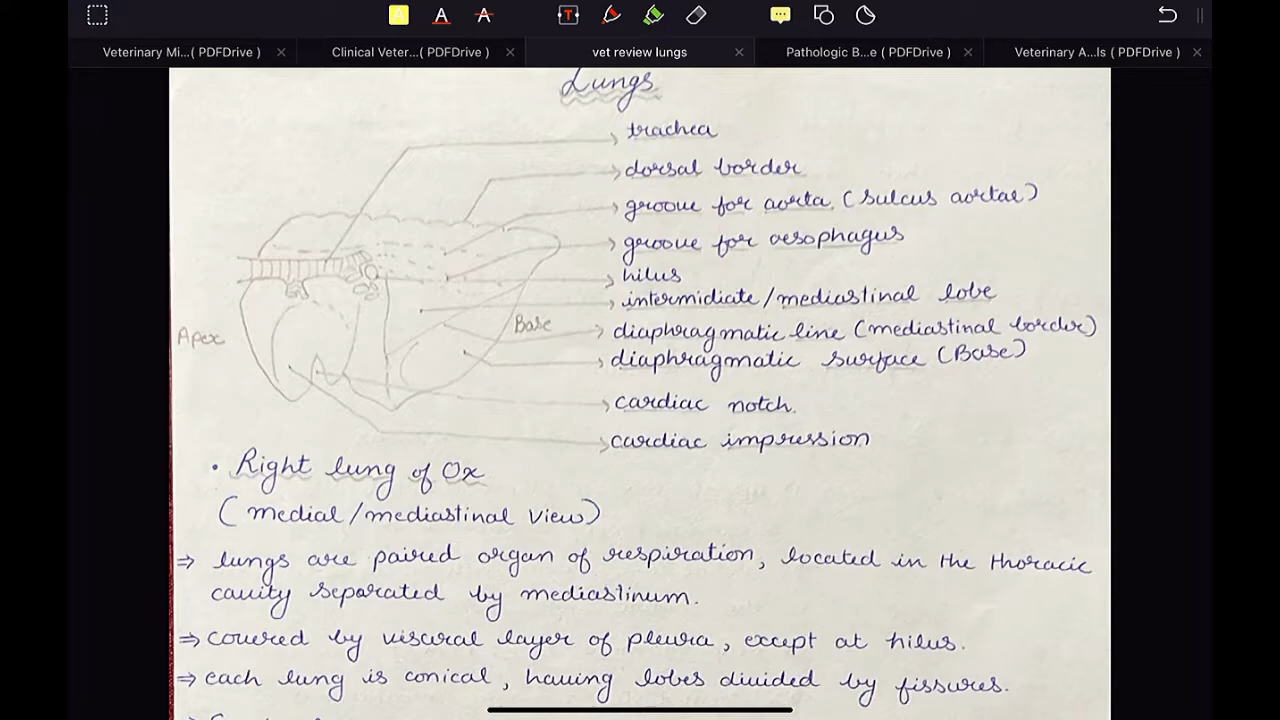 A A A T
Veterinary Mi...( PDFDrive ) ×
Clinical Veter...( PDFDrive ) ×
vet review lungs ×
Pathologic B...e ( PDFDrive ) ×
Veterinary A...ls ( PDFDrive ) ×
Lungs
trachea
dorsal border
groove for aorta (sulcus aortae)
groove for oesophagus
hilus
intermidiate/mediastinal lobe
Base
diaphragmatic line (mediastinal border)
Apex
diaphragmatic surface (Base)
cardiac notch.
cardiac impression
• Right lung of Ox
(medial/mediastinal view)
⇒ lungs are paired organ of respiration, located in the thoracic
cavity separated by mediastinum.
⇒ covered by visceral layer of pleura, except at hilus.
⇒ each lung is conical, having lobes divided by fissures.